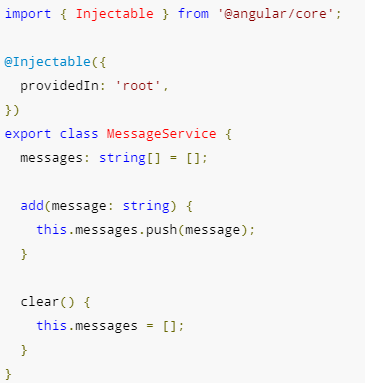 import { Injectable } from '@angular/core';

@Injectable({
  providedIn: 'root',
})
export class MessageService {
  messages: string[] = [];

  add(message: string) {
    this.messages.push(message);
  }

  clear() {
    this.messages = [];
  }
}